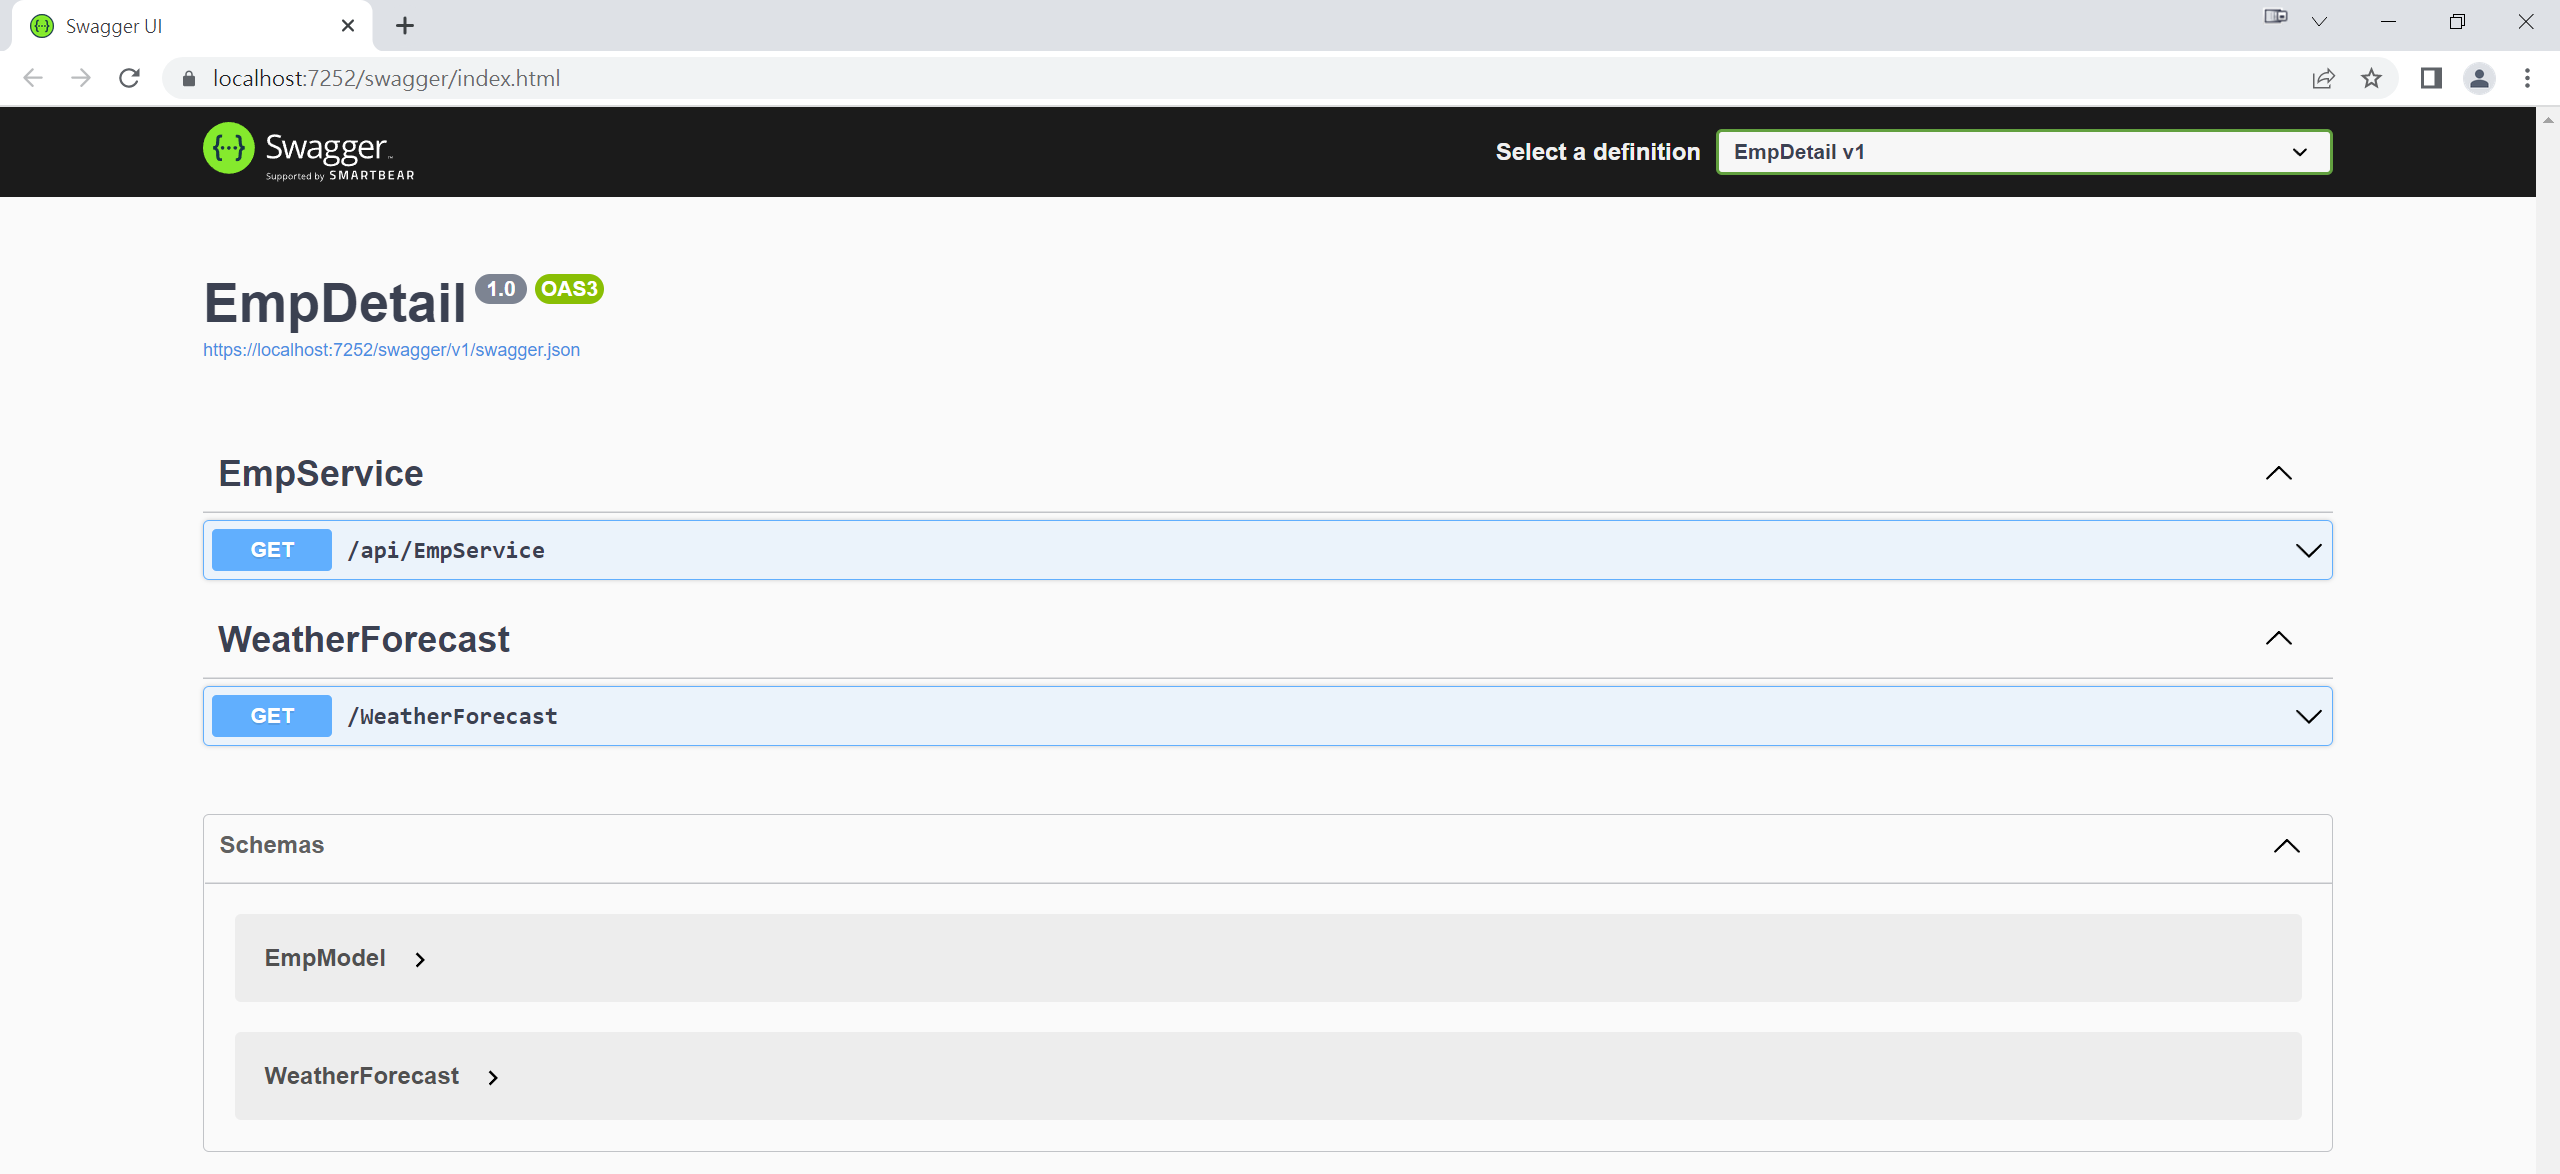 Swagger UI
localhost:7252/swagger/index.html
Swagger
Supported by SMARTBEAR
Select a definition
EmpDetail v1
EmpDetail 1.0 OAS3
https://localhost:7252/swagger/v1/swagger.json
EmpService
GET /api/EmpService
WeatherForecast
GET /WeatherForecast
Schemas
EmpModel
WeatherForecast